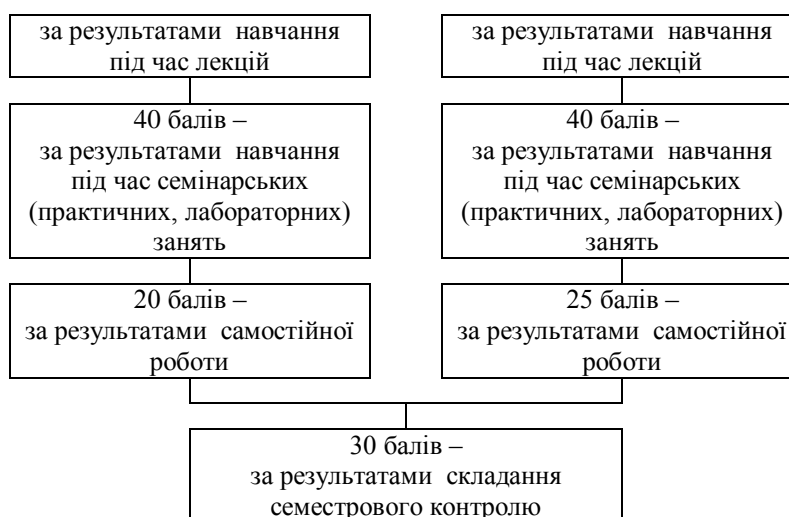 за результатами навчання
під час лекцій
за результатами навчання
під час лекцій
40 балів –
за результатами навчання
під час семінарських
(практичних, лабораторних)
занять
40 балів –
за результатами навчання
під час семінарських
(практичних, лабораторних)
занять
20 балів –
за результатами самостійної
роботи
25 балів –
за результатами самостійної
роботи
30 балів –
за результатами складання
семестрового контролю